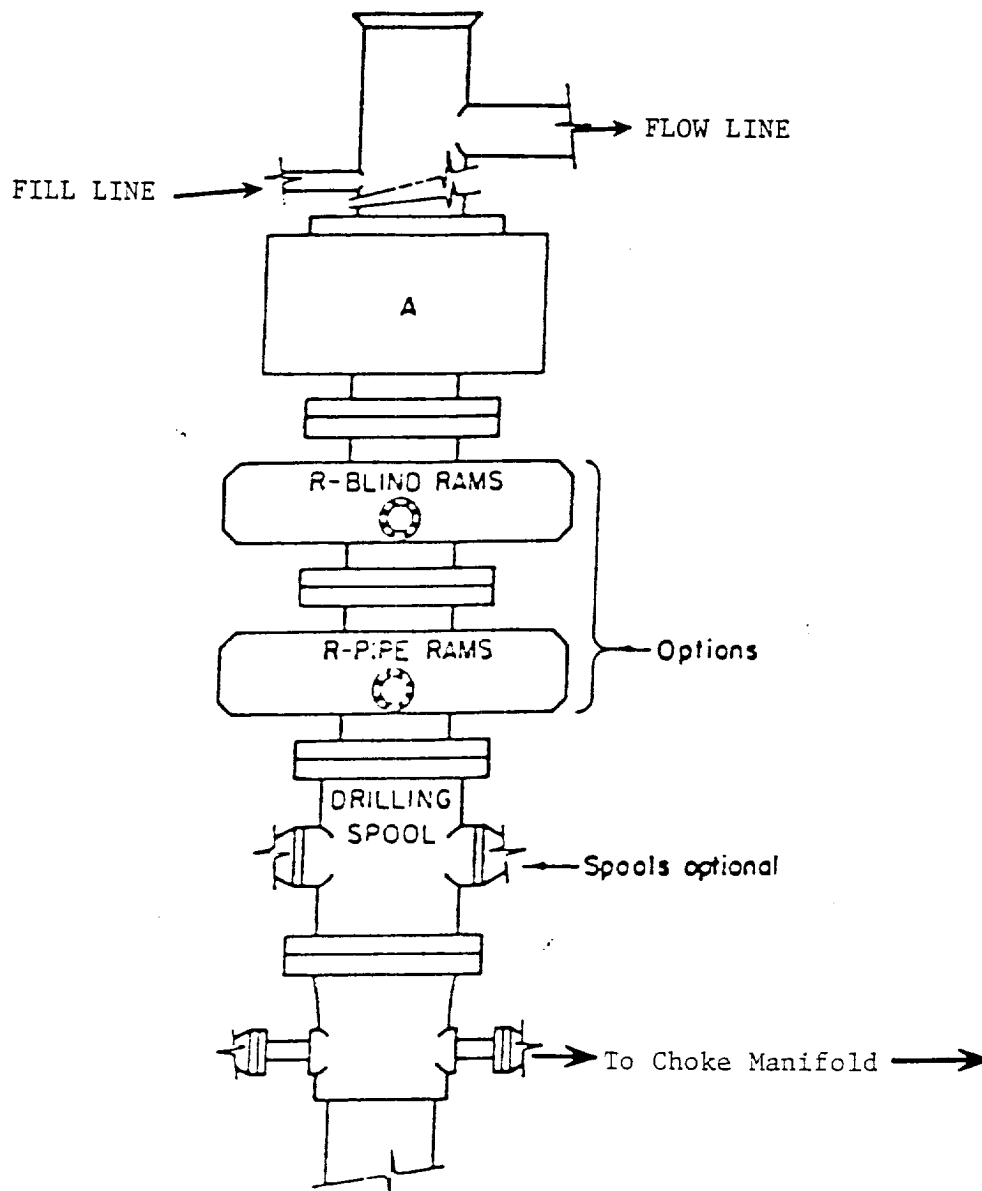 FLOW LINE
FILL LINE
A
R-BLIND RAMS
R-PIPE RAMS
Options
DRILLING
SPOOL
Spools optional
To Choke Manifold